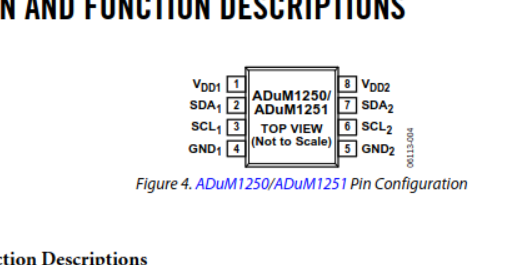 N AND FUNCTION DESCRIPTIONS
VDD1 1
SDA1 2
SCL1 3
GND1 4
ADuM1250/
ADuM1251
TOP VIEW
(Not to Scale)
8 VDD2
7 SDA2
6 SCL2
5 GND2
06113-004
Figure 4. ADuM1250/ADuM1251 Pin Configuration
ction Descriptions